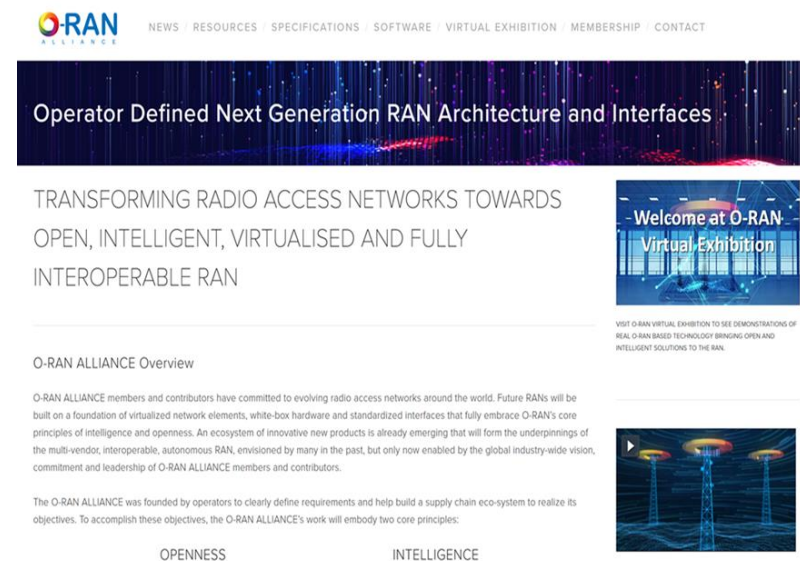 O-RAN
ALLIANCE
NEWS / RESOURCES / SPECIFICATIONS / SOFTWARE / VIRTUAL EXHIBITION / MEMBERSHIP / CONTACT
Operator Defined Next Generation RAN Architecture and Interfaces
TRANSFORMING RADIO ACCESS NETWORKS TOWARDS
OPEN, INTELLIGENT, VIRTUALISED AND FULLY
INTEROPERABLE RAN
O-RAN ALLIANCE Overview
O-RAN ALLIANCE members and contributors have committed to evolving radio access networks around the world. Future RANs will be
built on a foundation of virtualized network elements, white-box hardware and standardized interfaces that fully embrace O-RAN's core
principles of intelligence and openness. An ecosystem of innovative new products is already emerging that will form the underpinnings of
the multi-vendor, interoperable, autonomous RAN, envisioned by many in the past, but only now enabled by the global industry-wide vision,
commitment and leadership of O-RAN ALLIANCE members and contributors.
The O-RAN ALLIANCE was founded by operators to clearly define requirements and help build a supply chain eco-system to realize its
objectives. To accomplish these objectives, the O-RAN ALLIANCE's work will embody two core principles:
OPENNESS
INTELLIGENCE
Welcome at O-RAN
Virtual Exhibition
VISIT O-RAN VIRTUAL EXHIBITION TO SEE DEMONSTRATIONS OF
REAL O-RAN BASED TECHNOLOGY BRINGING OPEN AND
INTELLIGENT SOLUTIONS TO THE RAN.